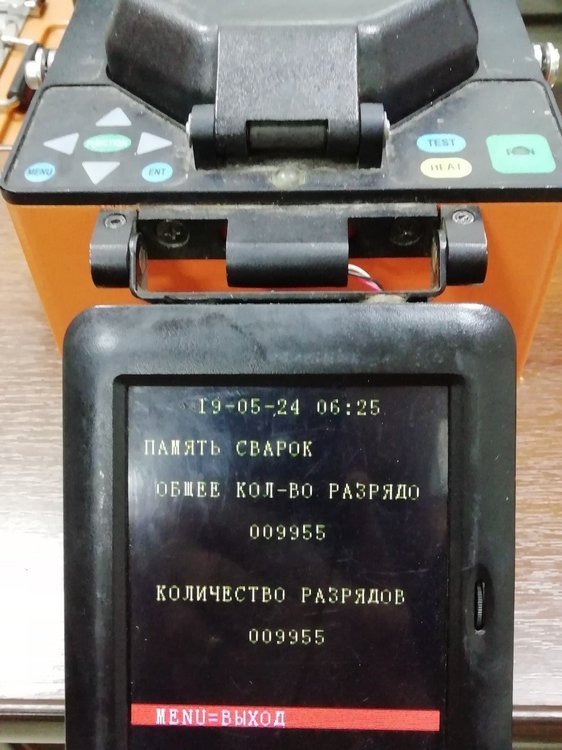 FUNCTION
MENU
ENT
TEST
HEAT
19-05-24 06:25
ПАМЯТЬ СВАРОК
ОБЩЕЕ КОЛ-ВО РАЗРЯДО
009955
КОЛИЧЕСТВО РАЗРЯДОВ
009955
MENU=ВЫХОД